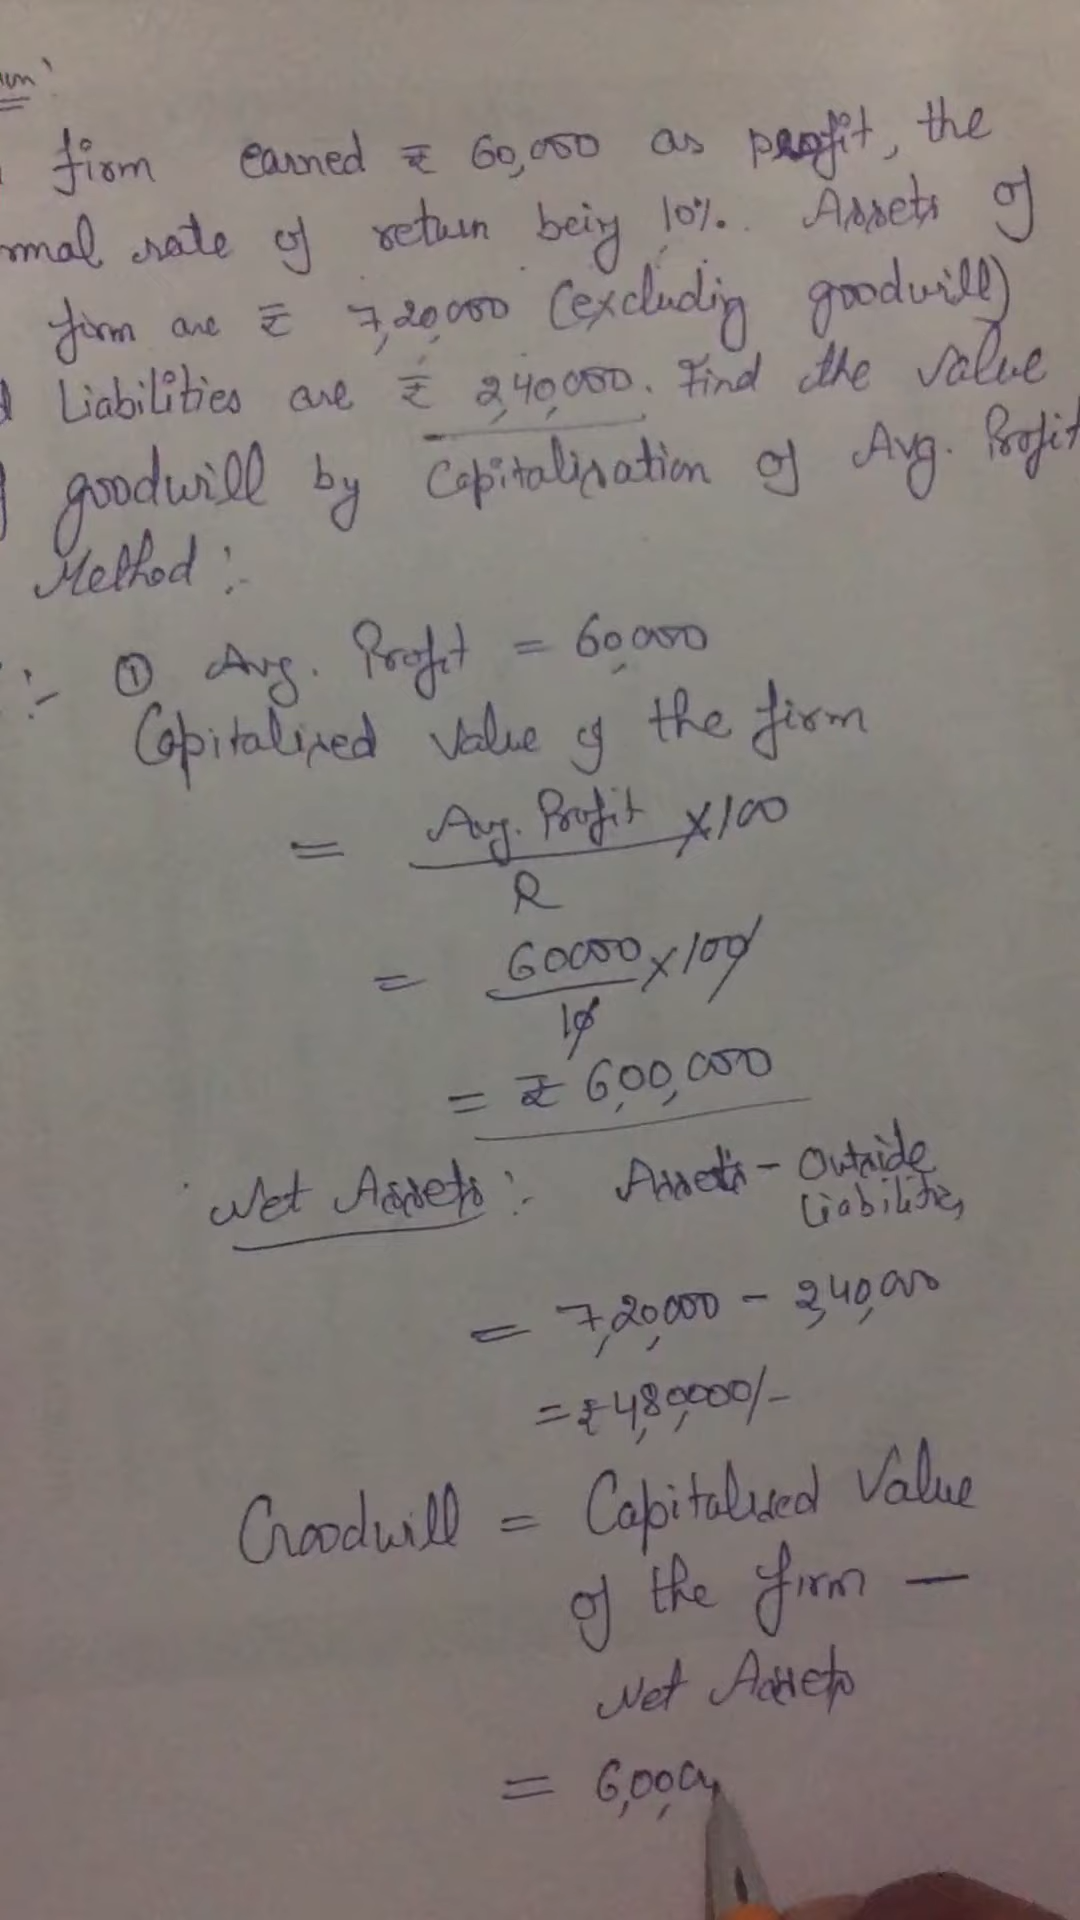 firm earned ₹ 60,000 as profit, the
rmal rate of return being 10%. Assets of
firm are ₹ 7,20,000 (excluding goodwill)
Liabilities are ₹ 2,40,000. Find the value
goodwill by Capitalisation of Avg. Profit
Method :-
:- ① Avg. Profit = 60,000
Capitalised Value of the firm
= Avg. Profit × 100
R
= 60000 × 100
10
= ₹ 6,00,000
Net Assets :- Assets - Outside
Liabilities
= 7,20,000 - 2,40,000
= ₹ 4,80,000/-
Goodwill = Capitalised Value
of the firm —
Net Assets
= 6,00,0